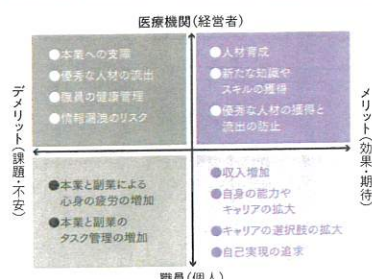 医療機関（経営者）
●本業への支障
●優秀な人材の流出
●職員の健康管理
●情報漏洩のリスク
●人材育成
●新たな知識や
スキルの獲得
●優秀な人材の獲得と
流出の防止
デメリット（課題・不安）
メリット（効果・期待）
●本業と副業による
心身の疲労の増加
●本業と副業の
タスク管理の増加
●収入増加
●自身の能力や
キャリアの拡大
●キャリアの選択肢の拡大
●自己実現の追求
職員（個人）